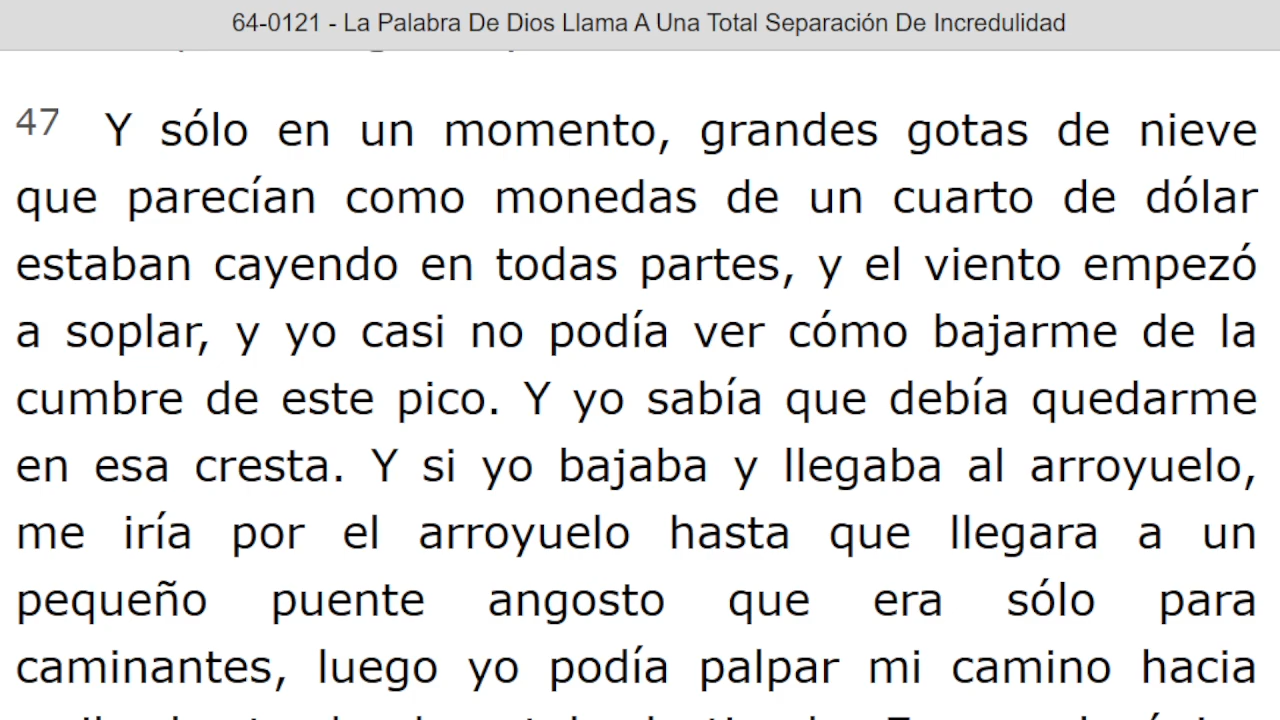 64-0121 - La Palabra De Dios Llama A Una Total Separación De Incredulidad
47 Y sólo en un momento, grandes gotas de nieve
que parecían como monedas de un cuarto de dólar
estaban cayendo en todas partes, y el viento empezó
a soplar, y yo casi no podía ver cómo bajarme de la
cumbre de este pico. Y yo sabía que debía quedarme
en esa cresta. Y si yo bajaba y llegaba al arroyuelo,
me iría por el arroyuelo hasta que llegara a un
pequeño puente angosto que era sólo para
caminantes, luego yo podía palpar mi camino hacia